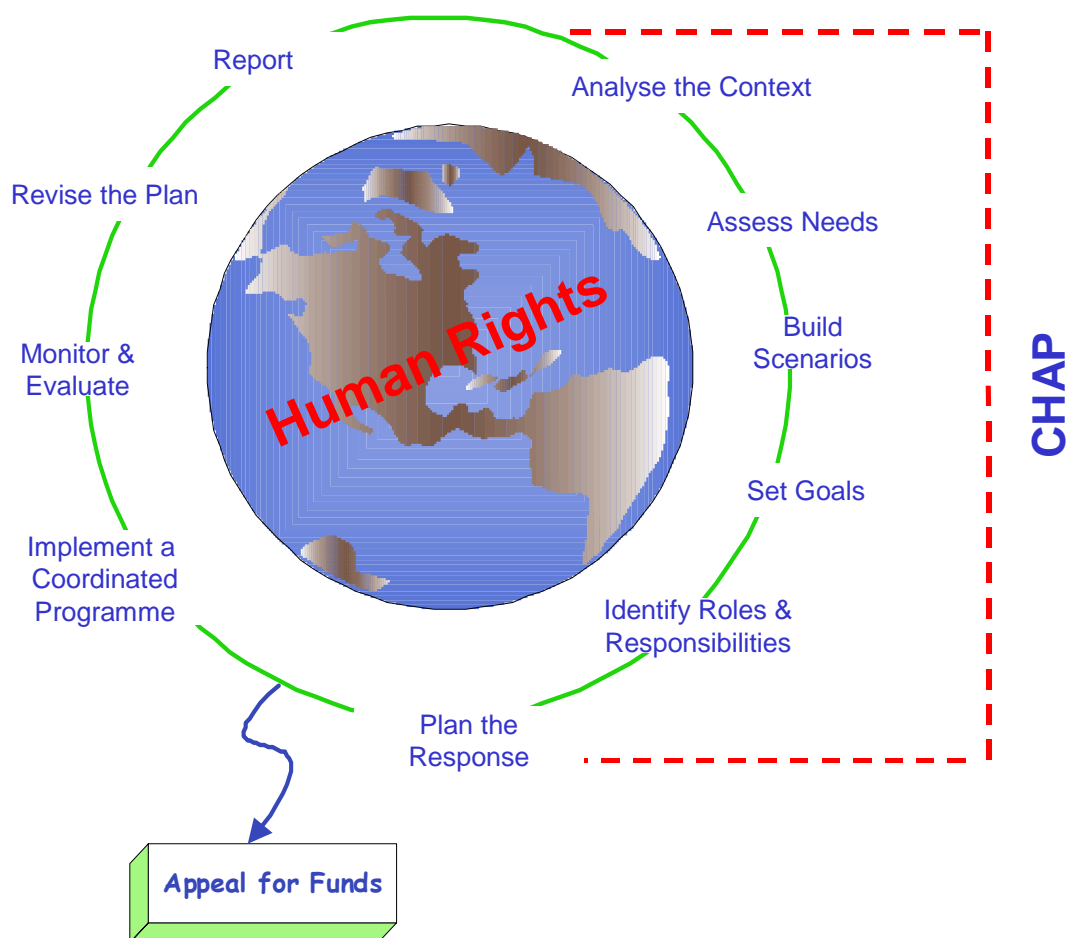 Report
Analyse the Context
Revise the Plan
Assess Needs
Human Rights
Build
Scenarios
Monitor &
Evaluate
CHAP
Set Goals
Implement a
Coordinated
Programme
Identify Roles &
Responsibilities
Plan the
Response
Appeal for Funds